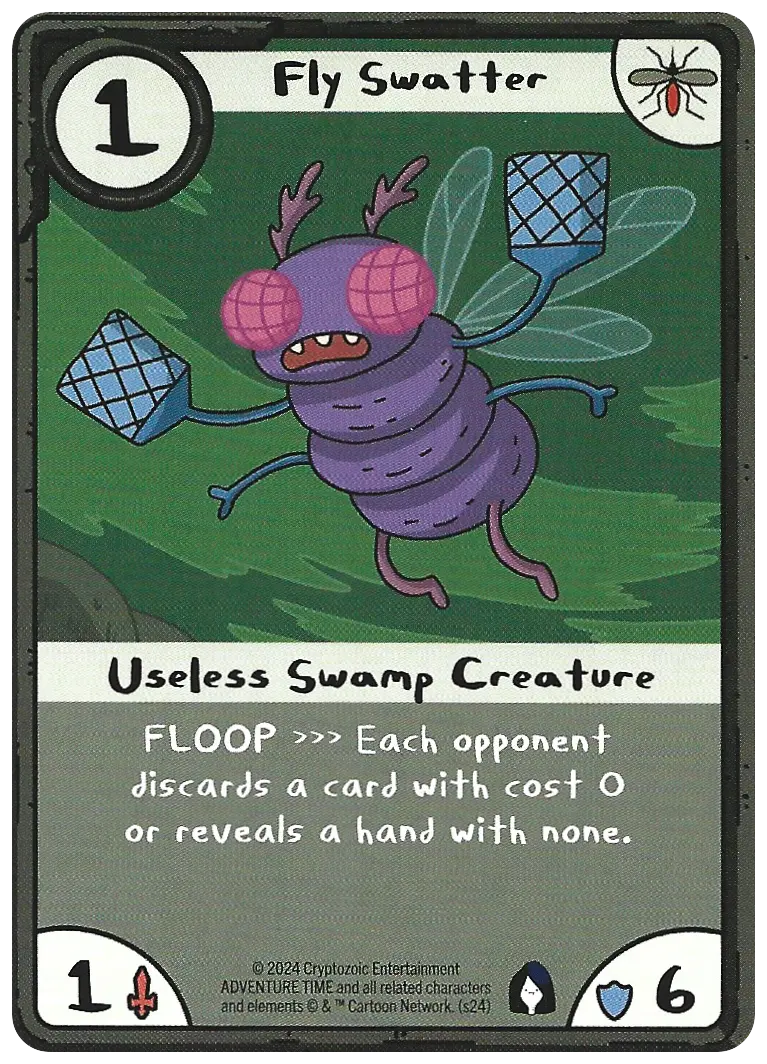 1
Fly Swatter
Useless Swamp Creature
FLOOP >>> Each opponent
discards a card with cost 0
or reveals a hand with none.
1
© 2024 Cryptozoic Entertainment
ADVENTURE TIME and all related characters
and elements © & ™ Cartoon Network. (s24)
6